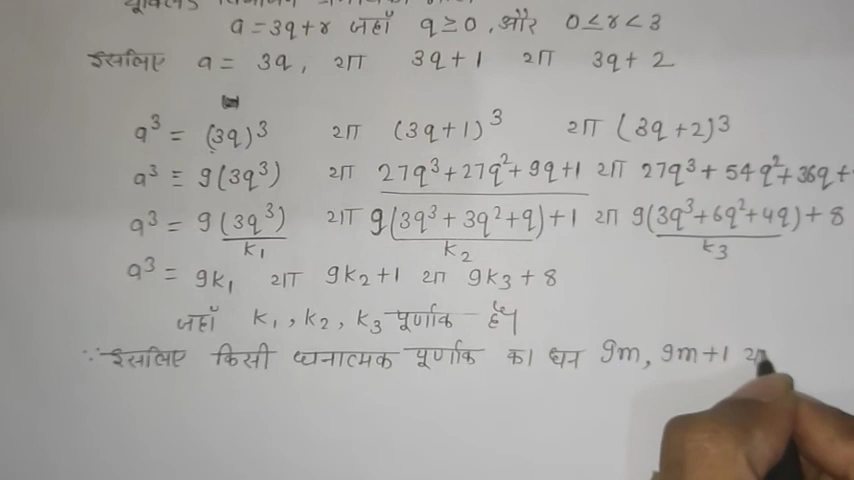 a = 3q + r जहाँ q ≥ 0, और 0 ≤ r < 3
इसलिए a = 3q, या 3q + 1 या 3q + 2
a³ = (3q)³ या (3q + 1)³ या (3q + 2)³
a³ = 9(3q³) या 27q³ + 27q² + 9q + 1 या 27q³ + 54q² + 36q +
a³ = 9(3q³) या 9(3q³ + 3q² + q) + 1 या 9(3q³ + 6q² + 4q) + 8
K₁ K₂ K₃
a³ = 9K₁ या 9K₂ + 1 या 9K₃ + 8
जहाँ K₁, K₂, K₃ पूर्णांक हैं।
∵ इसलिए किसी धनात्मक पूर्णांक का घन 9m, 9m + 1 या